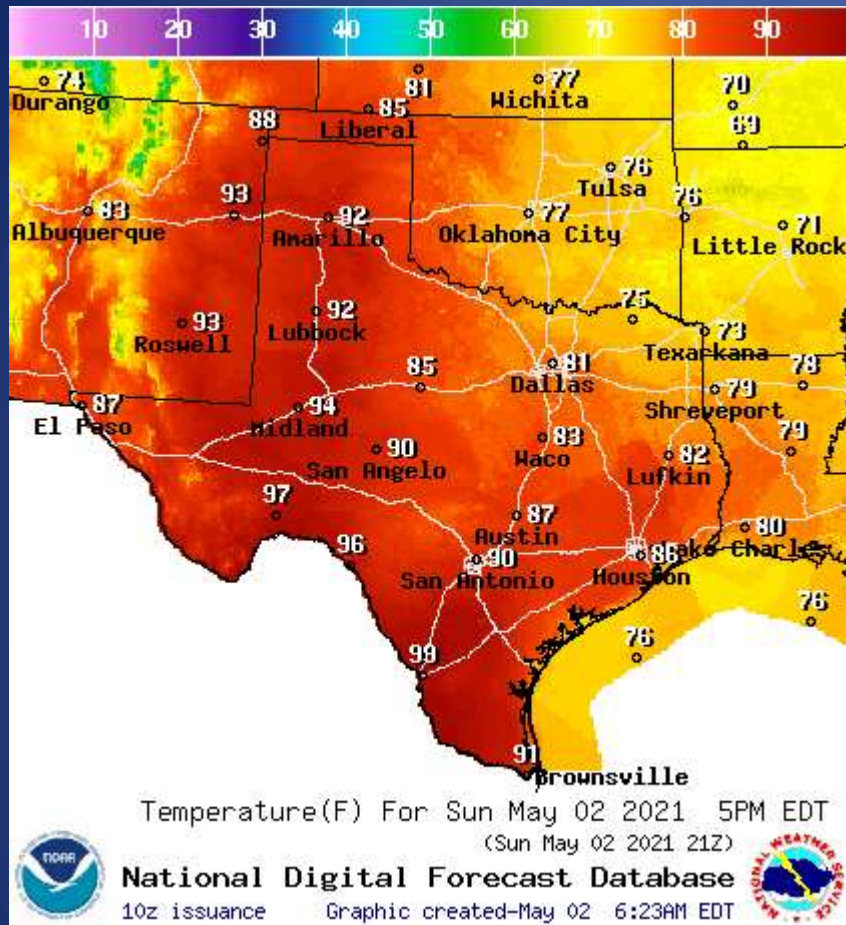 10 20 30 40 50 60 70 80 90
74
Durango
81
77
Wichita
70
85
Liberal
88
69
76
Tulsa
83
Albuquerque
93
92
Amarillo
77
Oklahoma City
76
71
Little Rock
93
Roswell
92
Lubbock
75
73
Texarkana
85
81
Dallas
78
79
Shreveport
87
El Paso
94
Midland
90
San Angelo
83
Waco
82
Lufkin
79
97
87
Austin
80
Lake Charles
96
90
San Antonio
86
Houston
76
76
99
91
Brownsville
Temperature(F) For Sun May 02 2021 5PM EDT
(Sun May 02 2021 21Z)
National Digital Forecast Database
10z issuance Graphic created-May 02 6:23AM EDT
NOAA
NATIONAL WEATHER SERVICE